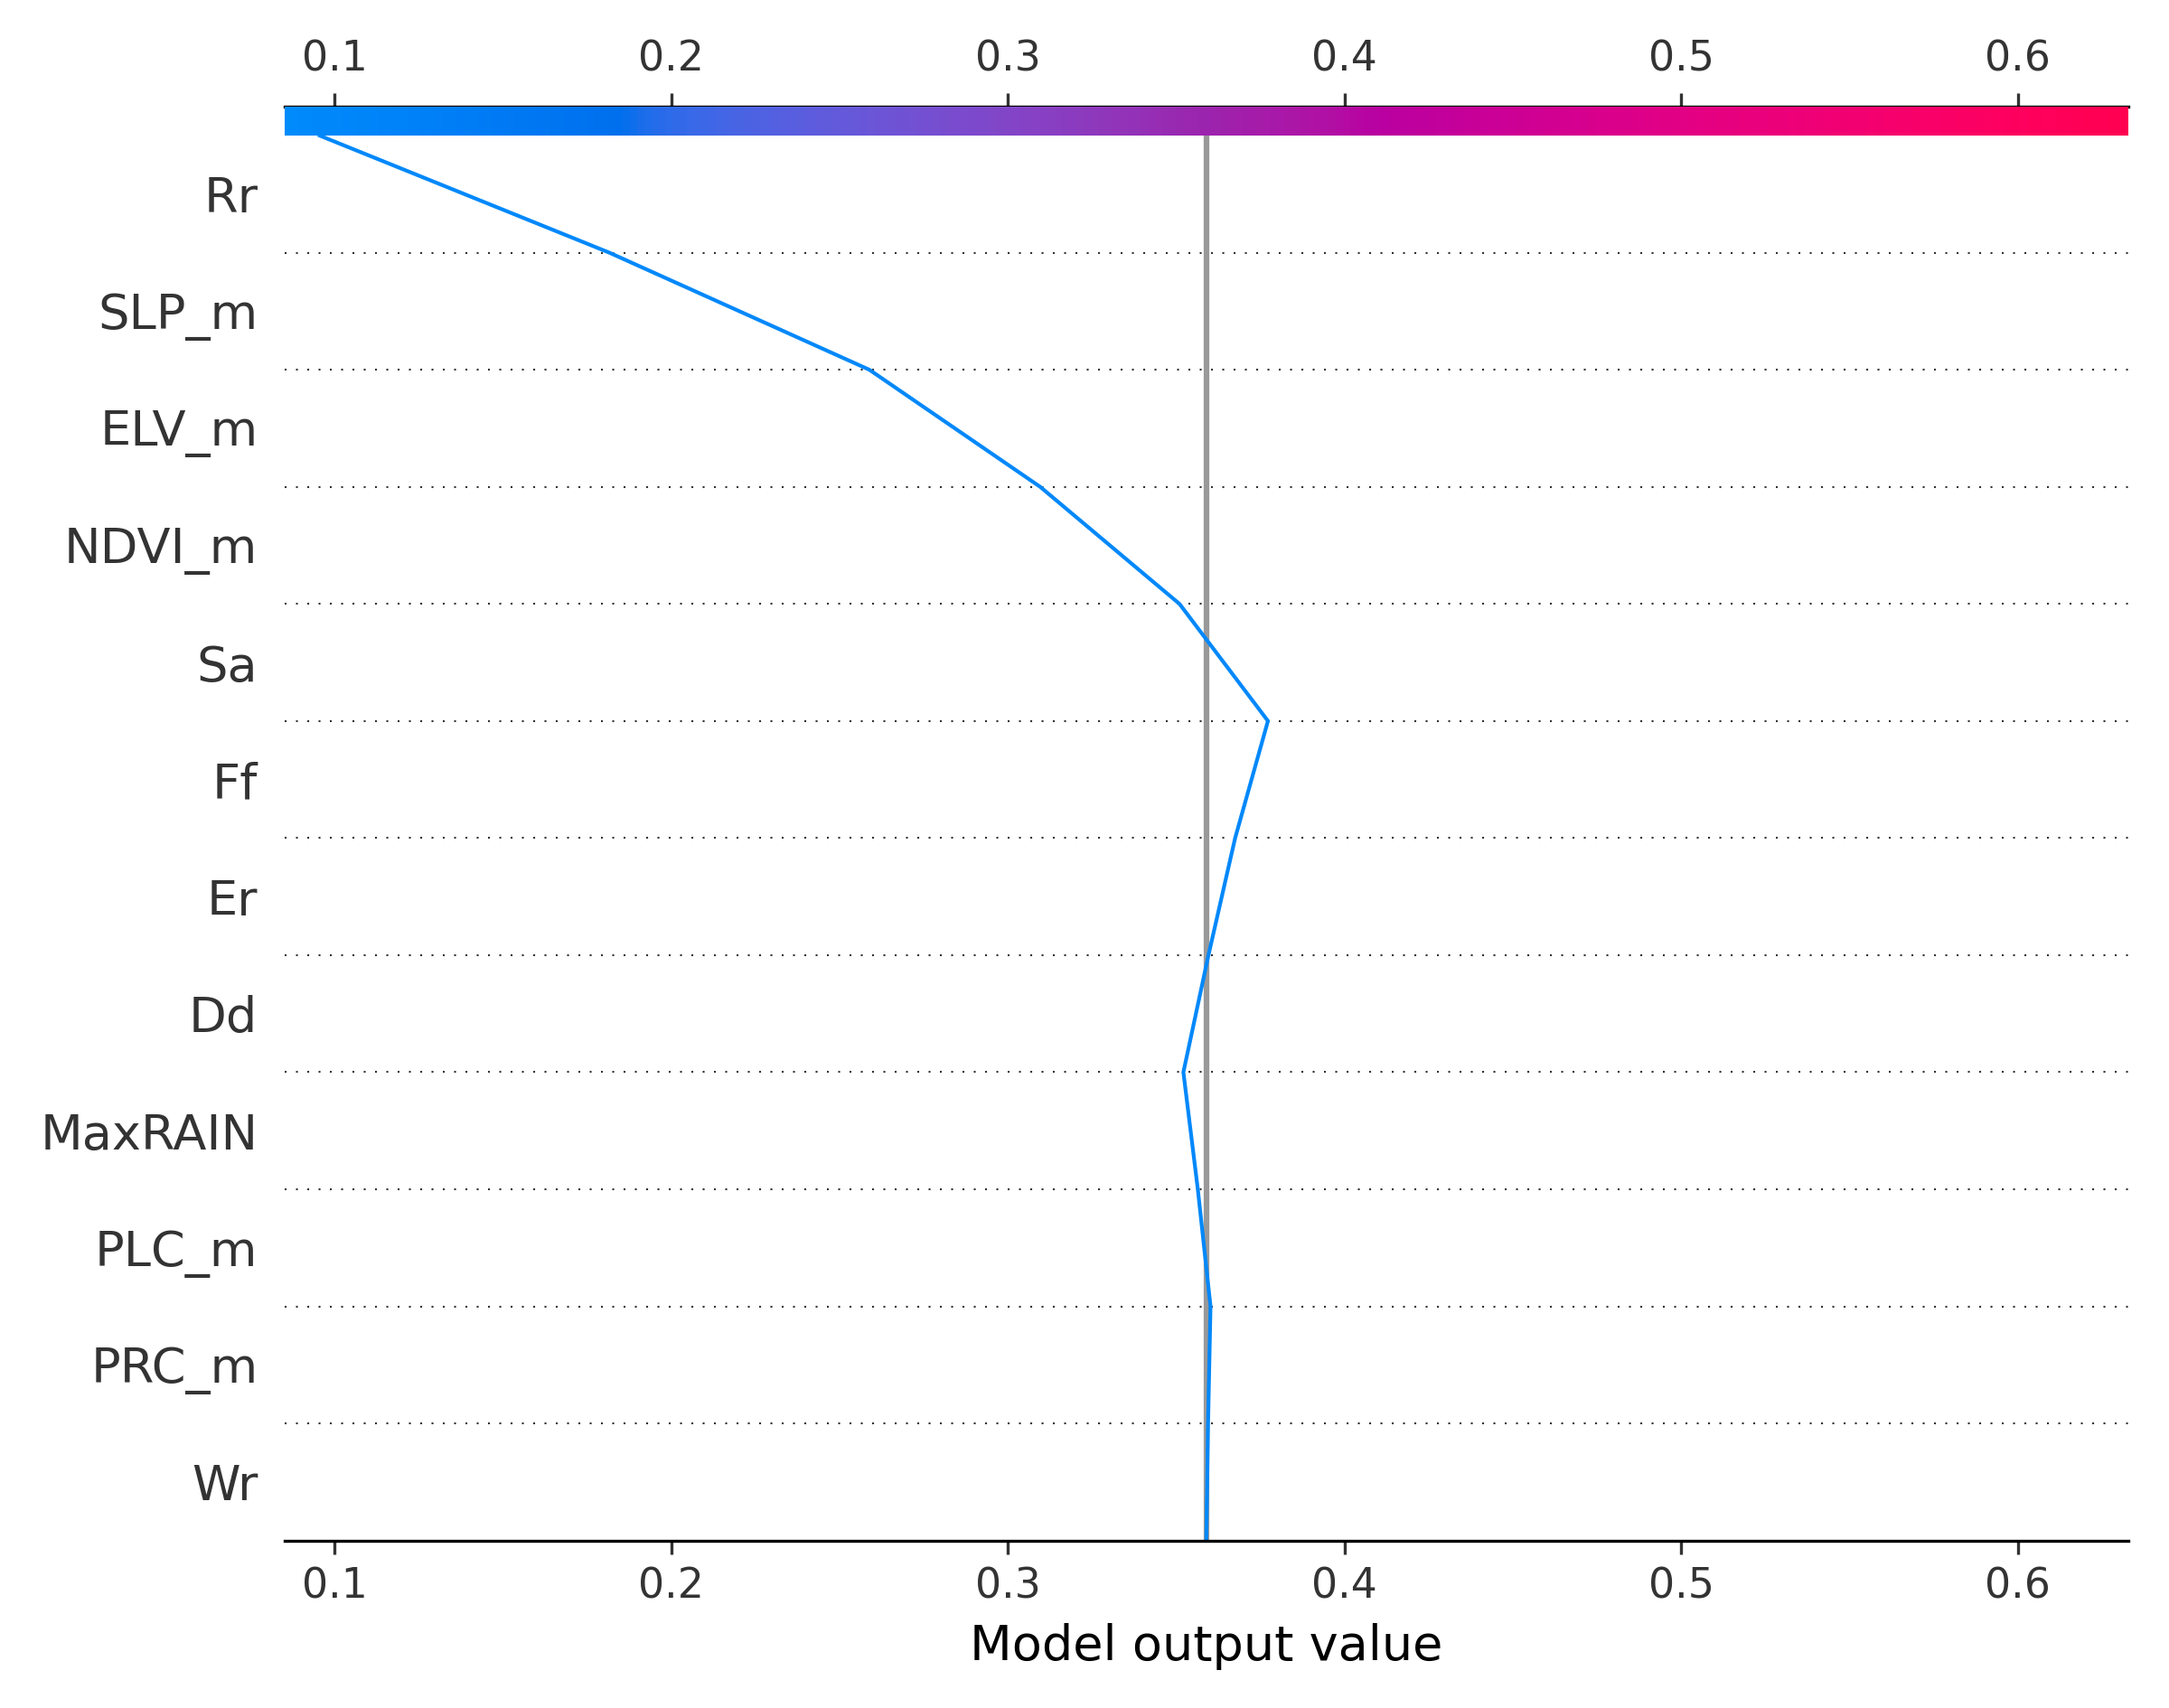 0.1 0.2 0.3 0.4 0.5 0.6
Rr
SLP_m
ELV_m
NDVI_m
Sa
Ff
Er
Dd
MaxRAIN
PLC_m
PRC_m
Wr
0.1 0.2 0.3 0.4 0.5 0.6
Model output value